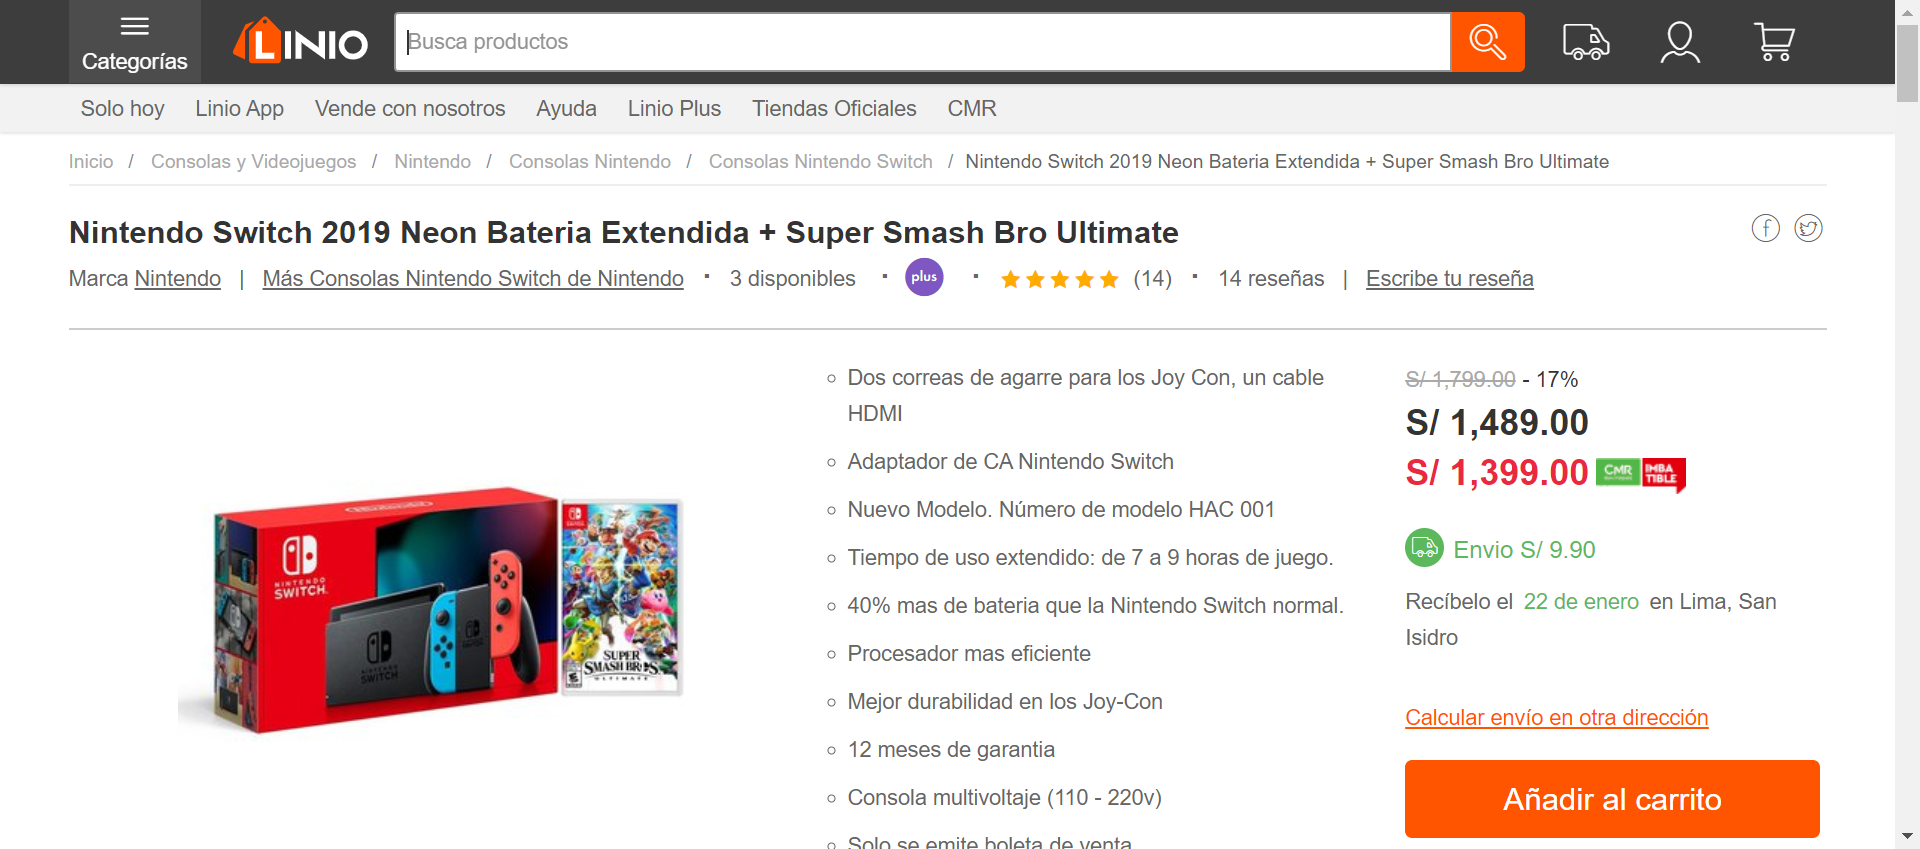 Categorías
LINIO
Busca productos
Solo hoy Linio App Vende con nosotros Ayuda Linio Plus Tiendas Oficiales CMR
Inicio / Consolas y Videojuegos / Nintendo / Consolas Nintendo / Consolas Nintendo Switch / Nintendo Switch 2019 Neon Bateria Extendida + Super Smash Bro Ultimate
Nintendo Switch 2019 Neon Bateria Extendida + Super Smash Bro Ultimate
Marca Nintendo | Más Consolas Nintendo Switch de Nintendo · 3 disponibles · plus · (14) · 14 reseñas | Escribe tu reseña
Dos correas de agarre para los Joy Con, un cable
HDMI
Adaptador de CA Nintendo Switch
Nuevo Modelo. Número de modelo HAC 001
Tiempo de uso extendido: de 7 a 9 horas de juego.
40% mas de bateria que la Nintendo Switch normal.
Procesador mas eficiente
Mejor durabilidad en los Joy-Con
12 meses de garantia
Consola multivoltaje (110 - 220v)
Solo se emite boleta de venta
S/ 1,799.00 - 17%
S/ 1,489.00
S/ 1,399.00 CMR IMBA
TIBLE
Envio S/ 9.90
Recíbelo el 22 de enero en Lima, San
Isidro
Calcular envío en otra dirección
Añadir al carrito
Nintendo
NINTENDO
SWITCH
NINTENDO
SWITCH
SUPER
SMASH BROS.
ULTIMATE